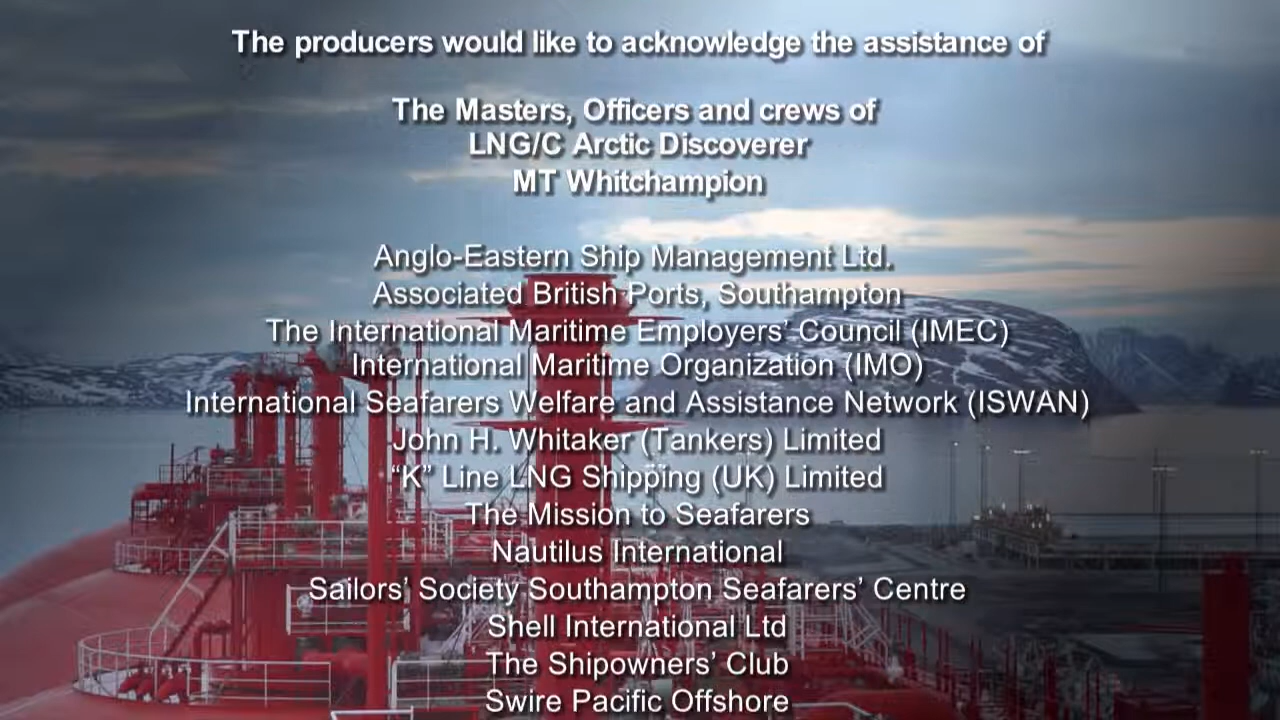 The producers would like to acknowledge the assistance of
The Masters, Officers and crews of
LNG/C Arctic Discoverer
MT Whitchampion
Anglo-Eastern Ship Management Ltd.
Associated British Ports, Southampton
The International Maritime Employers’ Council (IMEC)
International Maritime Organization (IMO)
International Seafarers Welfare and Assistance Network (ISWAN)
John H. Whitaker (Tankers) Limited
“K” Line LNG Shipping (UK) Limited
The Mission to Seafarers
Nautilus International
Sailors’ Society Southampton Seafarers’ Centre
Shell International Ltd
The Shipowners’ Club
Swire Pacific Offshore